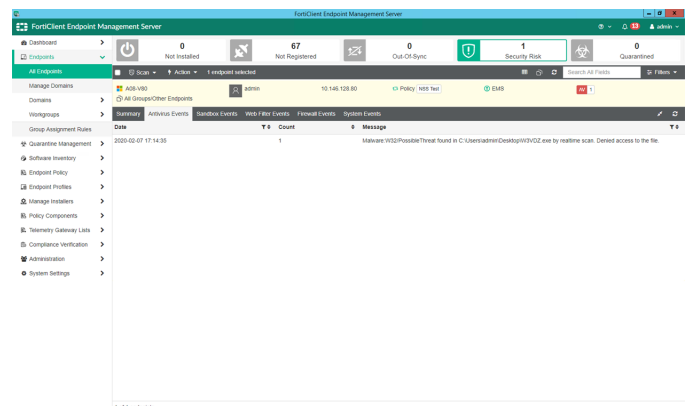 FortiClient Endpoint Management Server
FortiClient Endpoint Management Server
13
admin
Dashboard
Endpoints
All Endpoints
Manage Domains
Domains
Workgroups
Group Assignment Rules
Quarantine Management
Software Inventory
Endpoint Policy
Endpoint Profiles
Manage Installers
Policy Components
Telemetry Gateway Lists
Compliance Verification
Administration
System Settings
0
Not Installed
67
Not Registered
0
Out-Of-Sync
1
Security Risk
0
Quarantined
Scan
Action
1 endpoint selected
Search All Fields
Filters
A08-V80
All Groups/Other Endpoints
admin
10.146.128.80
Policy NSS Test
EMS
AV 1
Summary Antivirus Events Sandbox Events Web Filter Events Firewall Events System Events
Date Count Message
2020-02-07 17:14:35 1 Malware:W32/PossibleThreat found in C:\Users\admin\Desktop\W3VDZ.exe by realtime scan. Denied access to the file.